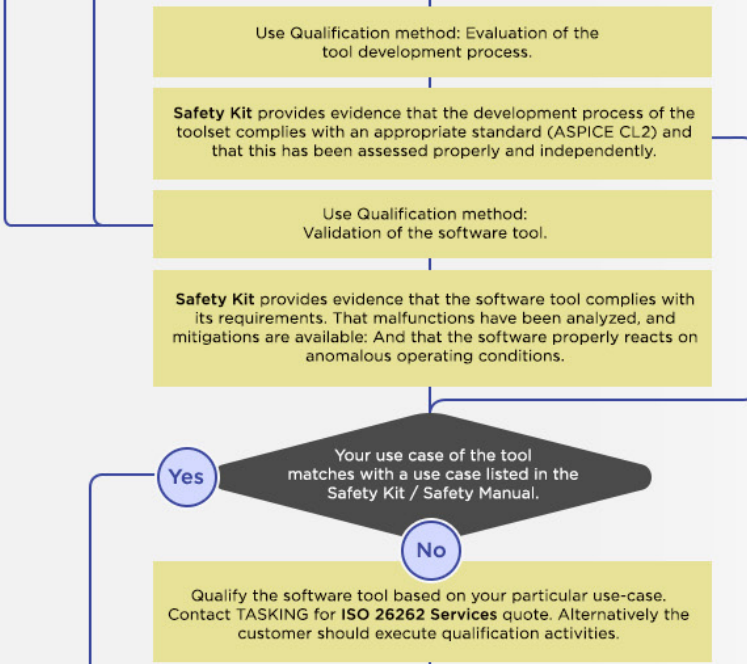 Use Qualification method: Evaluation of the
tool development process.
Safety Kit provides evidence that the development process of the
toolset complies with an appropriate standard (ASPICE CL2) and
that this has been assessed properly and independently.
Use Qualification method:
Validation of the software tool.
Safety Kit provides evidence that the software tool complies with
its requirements. That malfunctions have been analyzed, and
mitigations are available: And that the software properly reacts on
anomalous operating conditions.
Your use case of the tool
matches with a use case listed in the
Safety Kit / Safety Manual.
Yes
No
Qualify the software tool based on your particular use-case.
Contact TASKING for ISO 26262 Services quote. Alternatively the
customer should execute qualification activities.